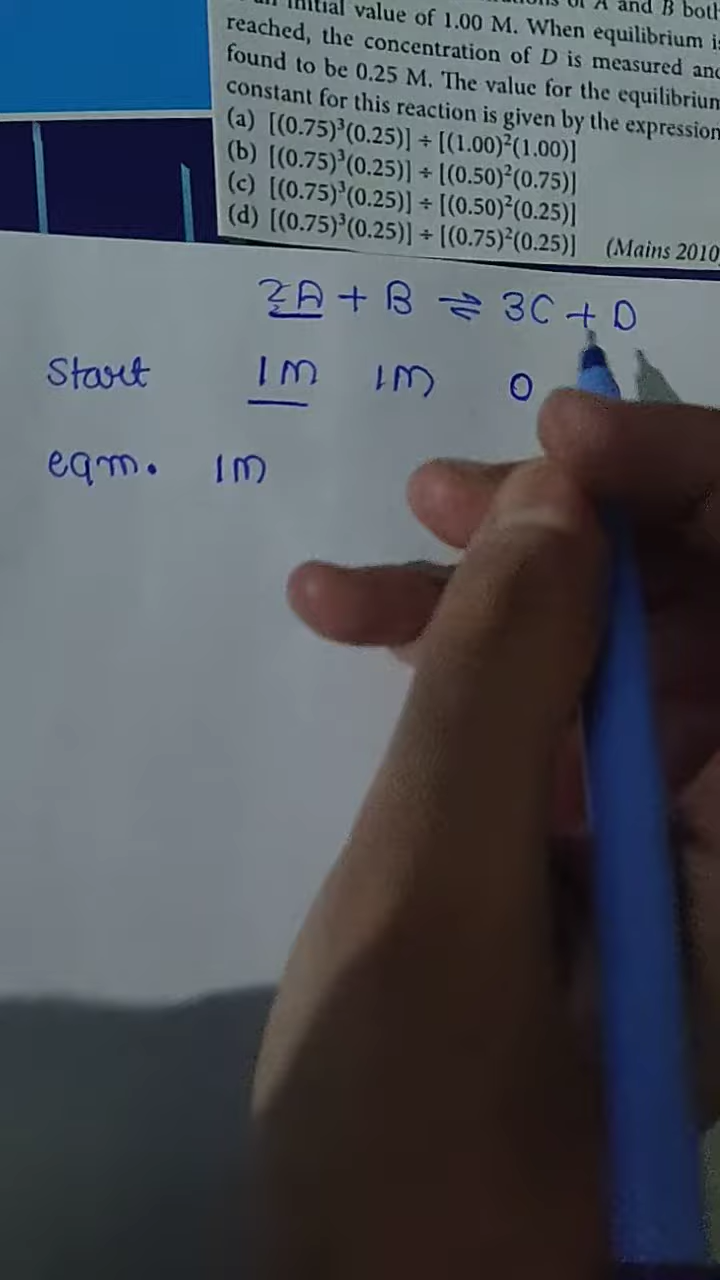 A and B both
initial value of 1.00 M. When equilibrium is
reached, the concentration of D is measured and
found to be 0.25 M. The value for the equilibrium
constant for this reaction is given by the expression
(a) [(0.75)³(0.25)] ÷ [(1.00)²(1.00)]
(b) [(0.75)³(0.25)] ÷ [(0.50)²(0.75)]
(c) [(0.75)³(0.25)] ÷ [(0.50)²(0.25)]
(d) [(0.75)³(0.25)] ÷ [(0.75)²(0.25)] (Mains 2010
2A + B ⇌ 3C + D
Start 1M 1M 0
eqm. 1M